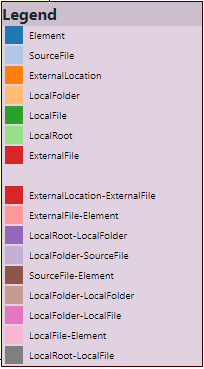 Legend
Element
SourceFile
ExternalLocation
LocalFolder
LocalFile
LocalRoot
ExternalFile
ExternalLocation-ExternalFile
ExternalFile-Element
LocalRoot-LocalFolder
LocalFolder-SourceFile
SourceFile-Element
LocalFolder-LocalFolder
LocalFolder-LocalFile
LocalFile-Element
LocalRoot-LocalFile